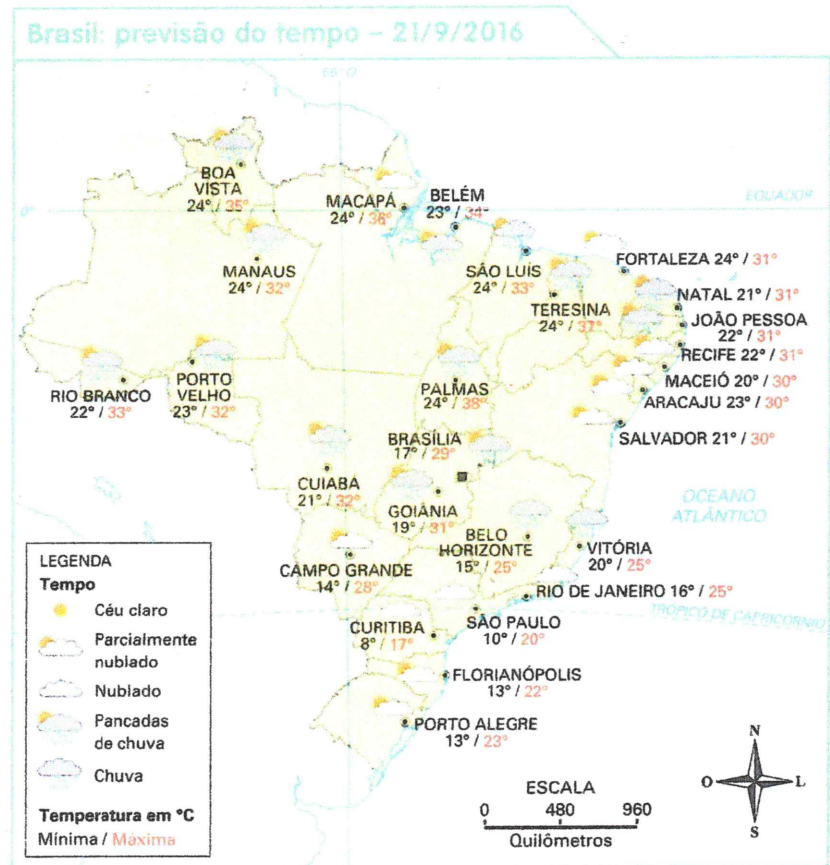 Brasil: previsão do tempo – 21/9/2016
EQUADOR
0°
BOA
VISTA
24° / 35°
MACAPÁ
24° / 36°
BELÉM
23° / 34°
MANAUS
24° / 32°
SÃO LUÍS
24° / 33°
TERESINA
24° / 37°
FORTALEZA 24° / 31°
NATAL 21° / 31°
JOÃO PESSOA
22° / 31°
RECIFE 22° / 31°
MACEIÓ 20° / 30°
ARACAJU 23° / 30°
SALVADOR 21° / 30°
RIO BRANCO
22° / 33°
PORTO
VELHO
23° / 32°
PALMAS
24° / 38°
BRASÍLIA
17° / 29°
CUIABÁ
21° / 32°
GOIÂNIA
19° / 31°
OCEANO
ATLÂNTICO
BELO
HORIZONTE
15° / 25°
VITÓRIA
20° / 25°
CAMPO GRANDE
14° / 28°
RIO DE JANEIRO 16° / 25°
TRÓPICO DE CAPRICÓRNIO
SÃO PAULO
10° / 20°
CURITIBA
8° / 17°
FLORIANÓPOLIS
13° / 22°
PORTO ALEGRE
13° / 23°
LEGENDA
Tempo
Céu claro
Parcialmente
nublado
Nublado
Pancadas
de chuva
Chuva
Temperatura em °C
Mínima / Máxima
ESCALA
0 480 960
Quilômetros
N
O L
S